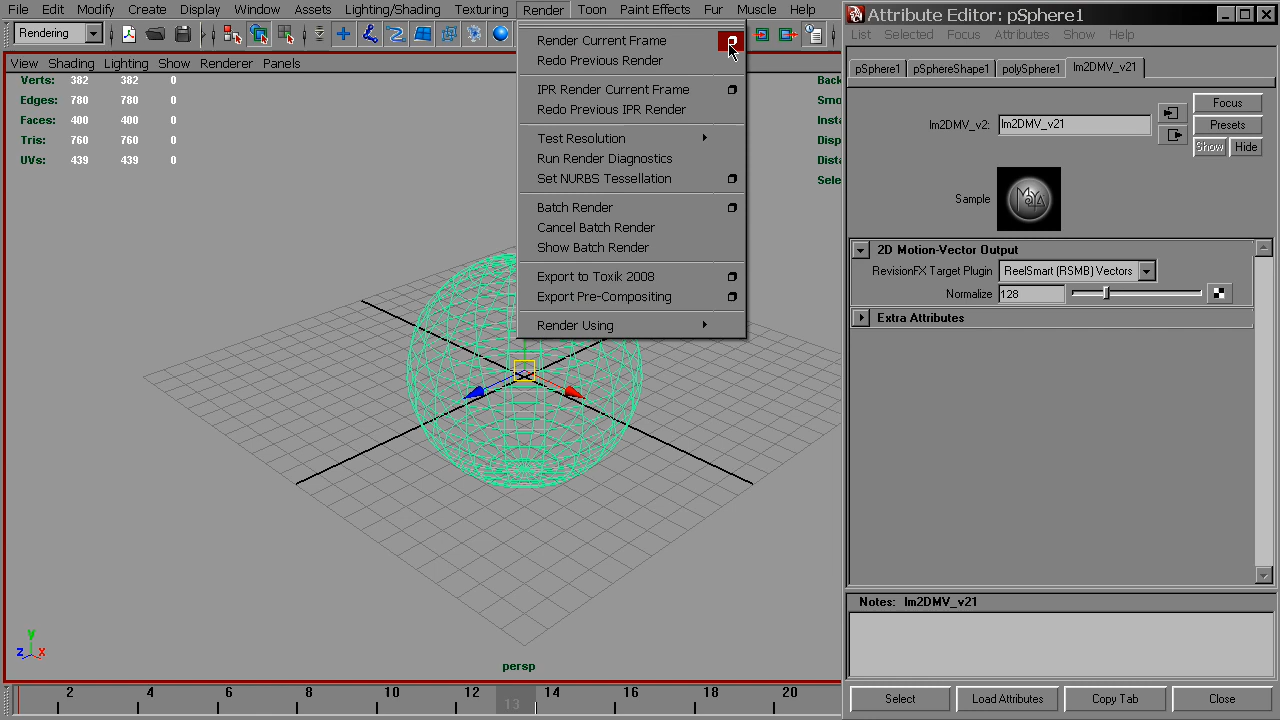 File Edit Modify Create Display Window Assets Lighting/Shading Texturing Render Toon Paint Effects Fur Muscle Help
Rendering
View Shading Lighting Show Renderer Panels
Verts: 382 382 0
Edges: 780 780 0
Faces: 400 400 0
Tris: 760 760 0
UVs: 439 439 0
Back
Smo
Insta
Disp
Dista
Sele
Render Current Frame
Redo Previous Render
IPR Render Current Frame
Redo Previous IPR Render
Test Resolution
Run Render Diagnostics
Set NURBS Tessellation
Batch Render
Cancel Batch Render
Show Batch Render
Export to Toxik 2008
Export Pre-Compositing
Render Using
y
z x
persp
2 4 6 8 10 12 13 14 16 18 20
Attribute Editor: pSphere1
List Selected Focus Attributes Show Help
pSphere1 pSphereShape1 polySphere1 lm2DMV_v21
lm2DMV_v2: lm2DMV_v21
Focus
Presets
Show Hide
Sample
MAYA
2D Motion-Vector Output
RevisionFX Target Plugin ReelSmart (RSMB) Vectors
Normalize 128
Extra Attributes
Notes: lm2DMV_v21
Select Load Attributes Copy Tab Close